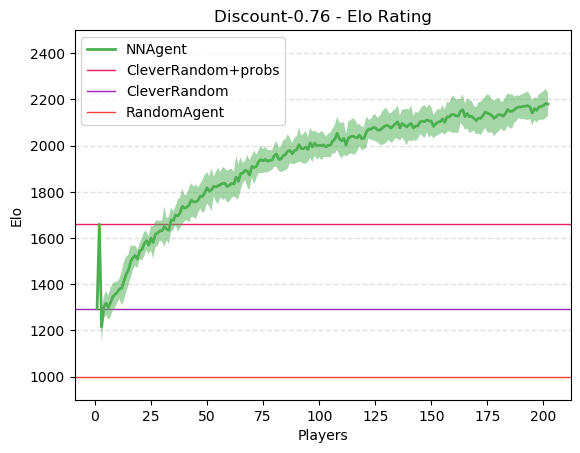 Discount-0.76 - Elo Rating
NNAgent
CleverRandom+probs
CleverRandom
RandomAgent
2400
2200
2000
1800
1600
1400
1200
1000
Elo
0
25
50
75
100
125
150
175
200
Players